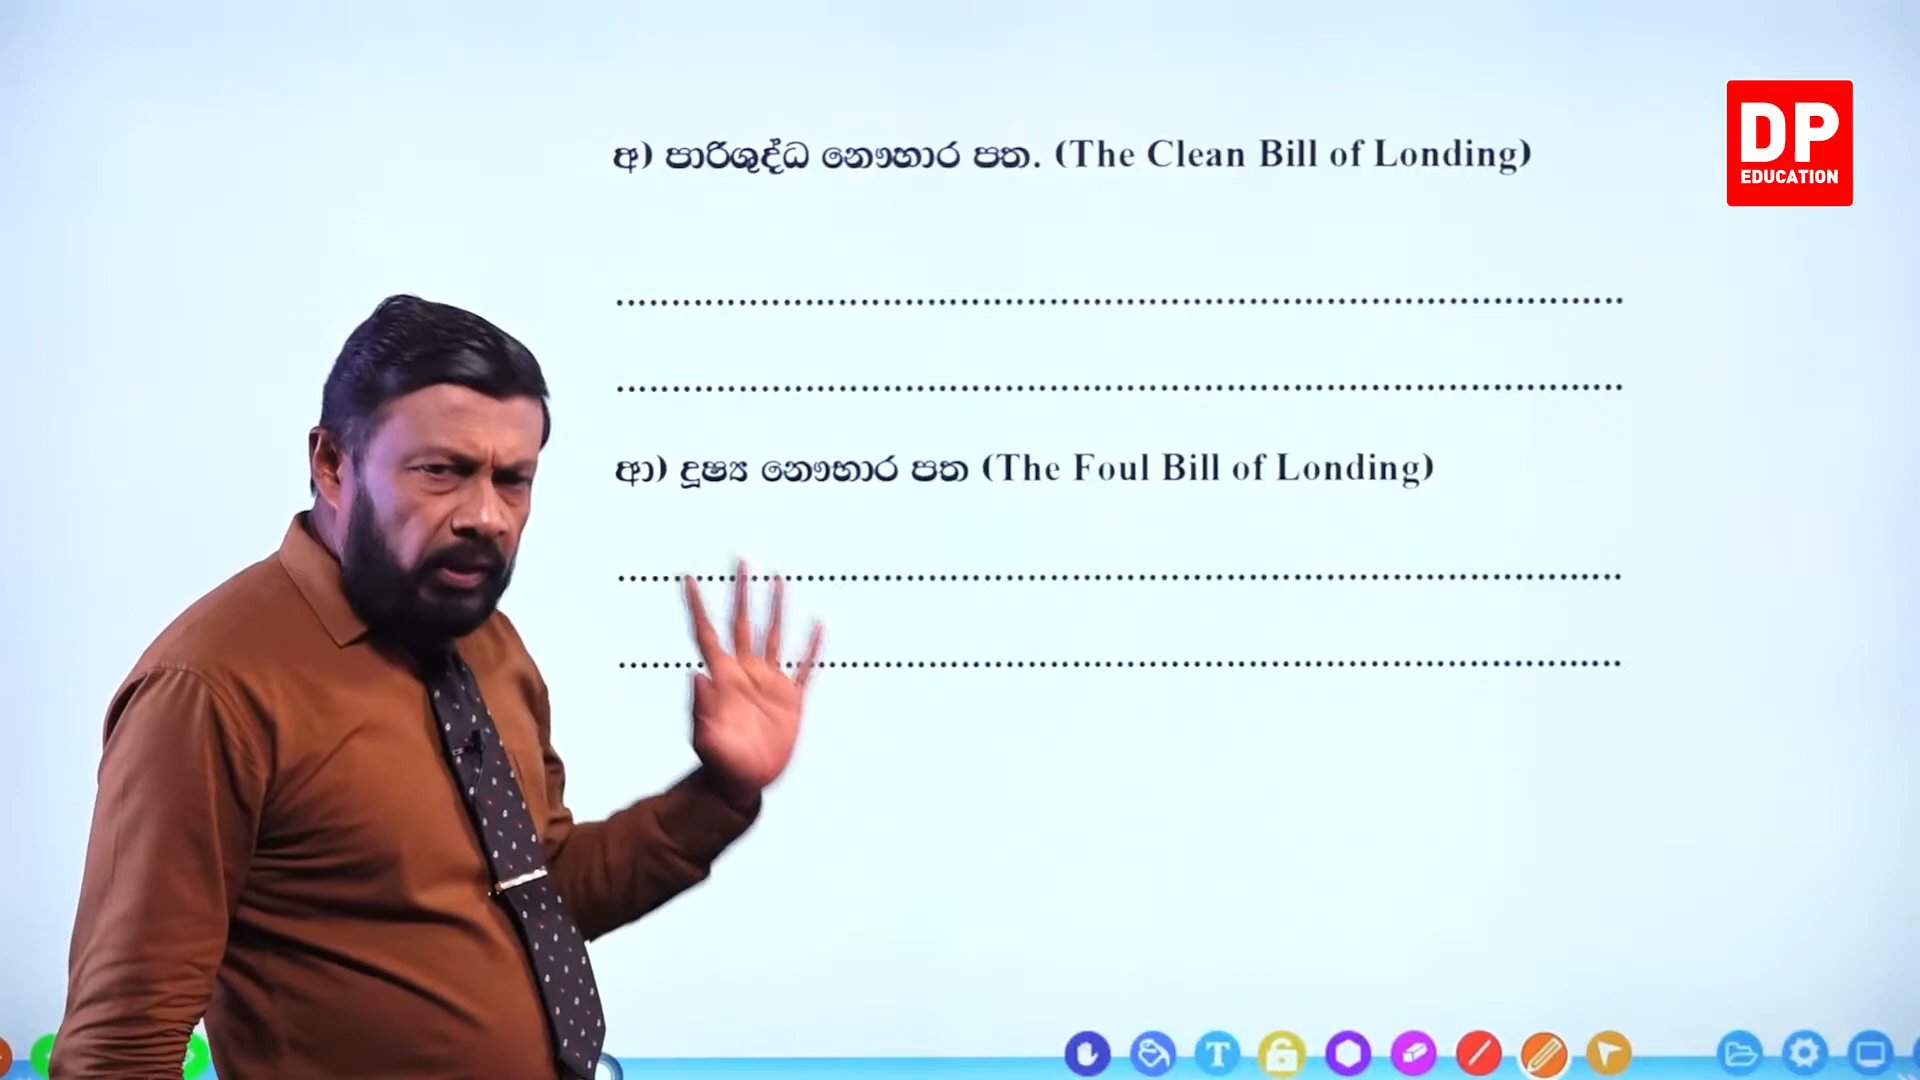 අ) පාරිශුද්ධ නෞභාර පත. (The Clean Bill of Londing)
DP
EDUCATION
ආ) දූෂ්‍ය නෞභාර පත (The Foul Bill of Londing)
T